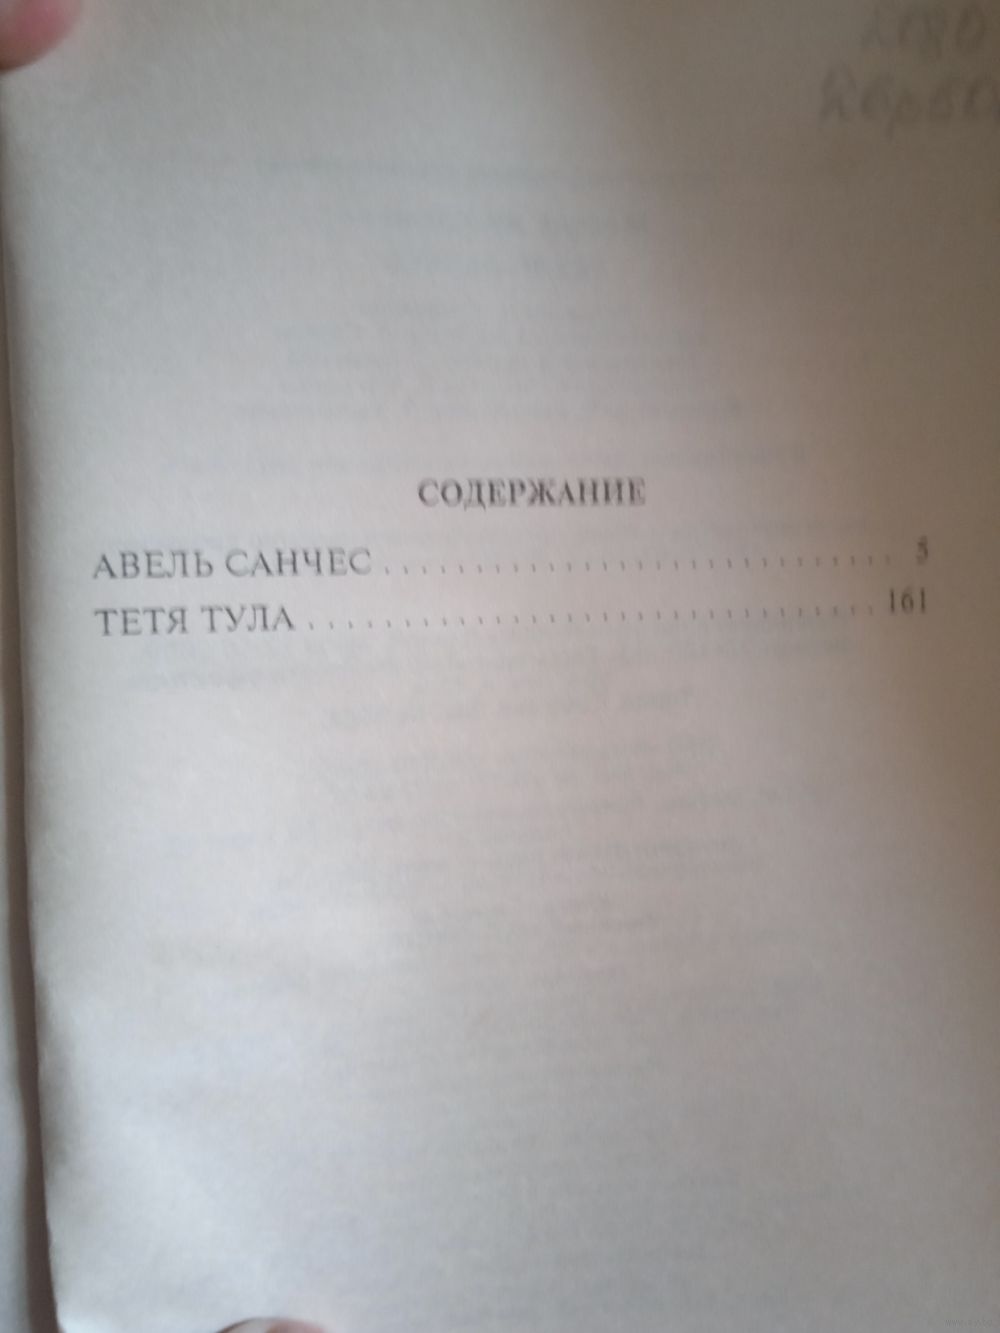 СОДЕРЖАНИЕ
АВЕЛЬ САНЧЕС . . . . . . . . . . . . . . . . . . . . . . . . . . . . . . 5
ТЕТЯ ТУЛА . . . . . . . . . . . . . . . . . . . . . . . . . . . . . . . . . 161